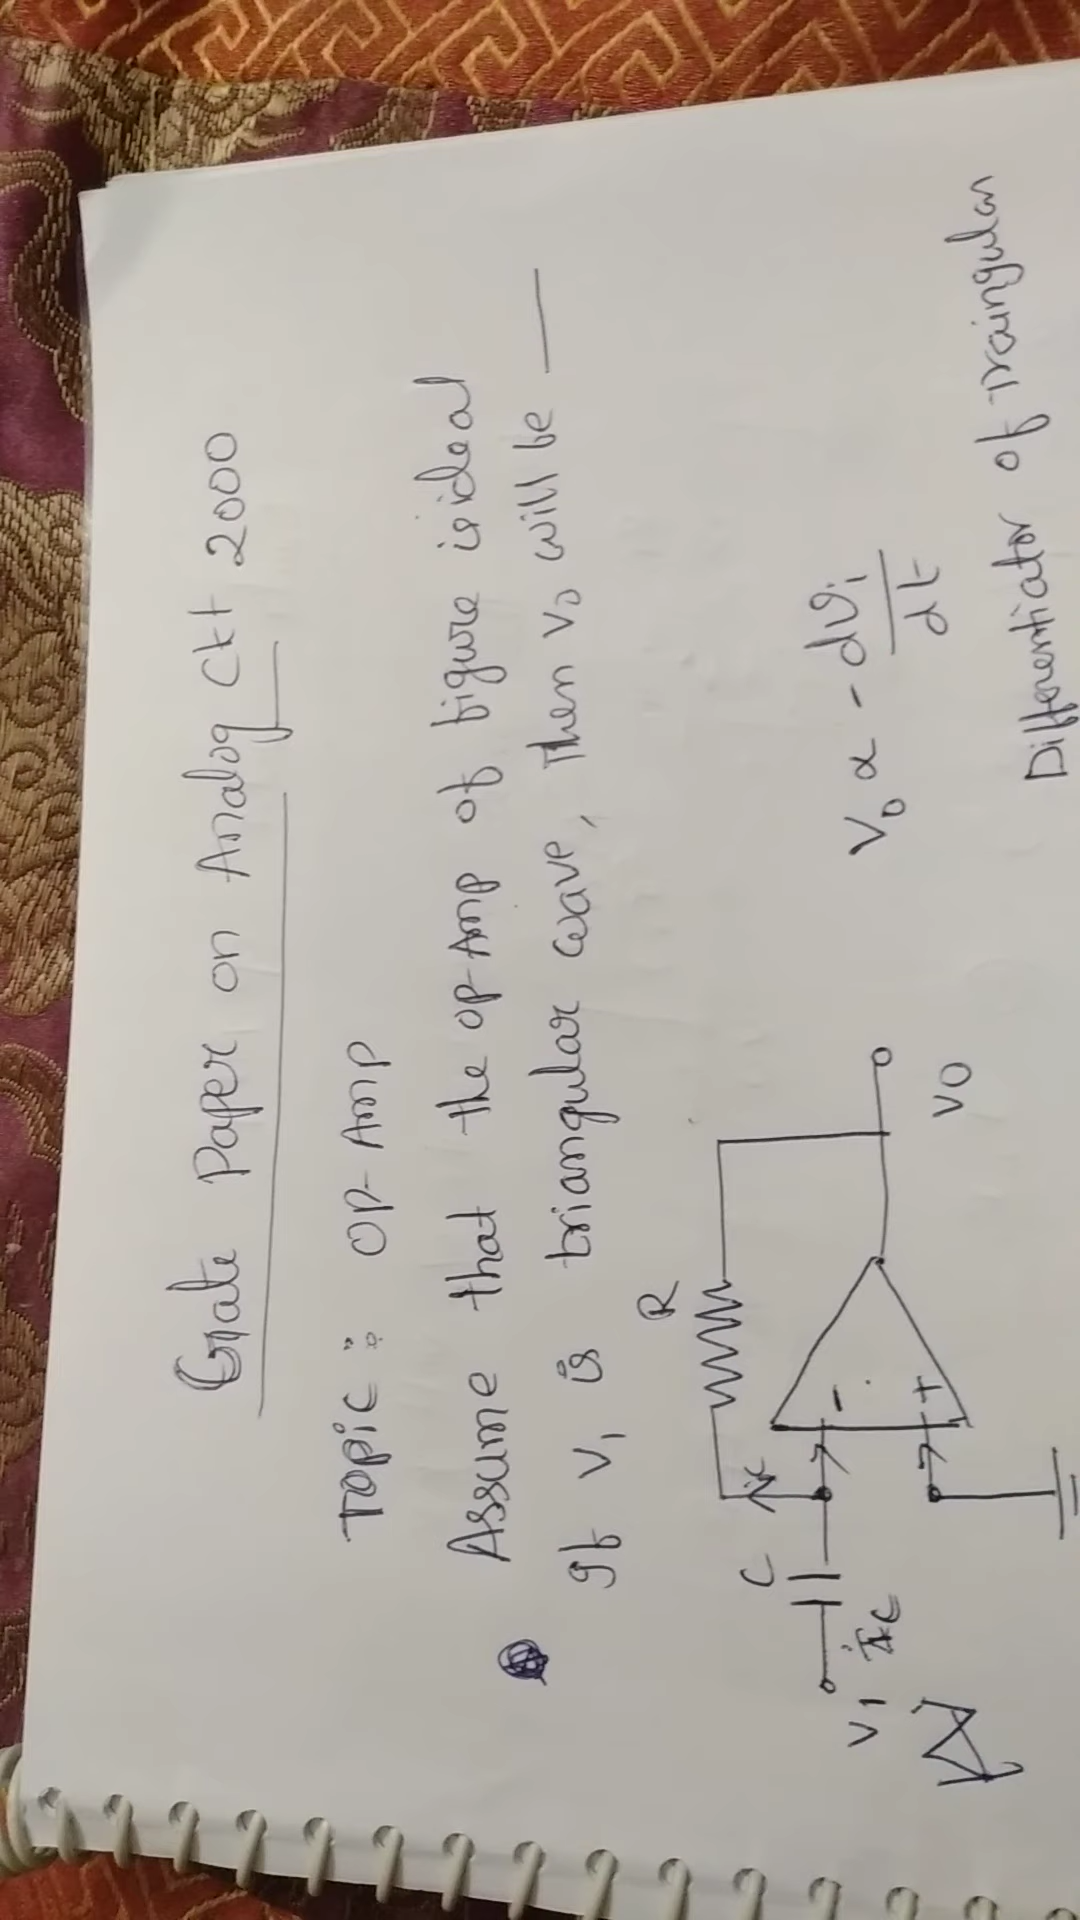 Gate Paper on Analog Ckt 2000
Topic : OP-Amp
Assume that the op-Amp of figure is ideal
If V1 is triangular wave, Then V0 will be ___
R
C
ic
V1
ic
-
+
V0
V0 ∝ - dVi
dt
Differentiator of traingular